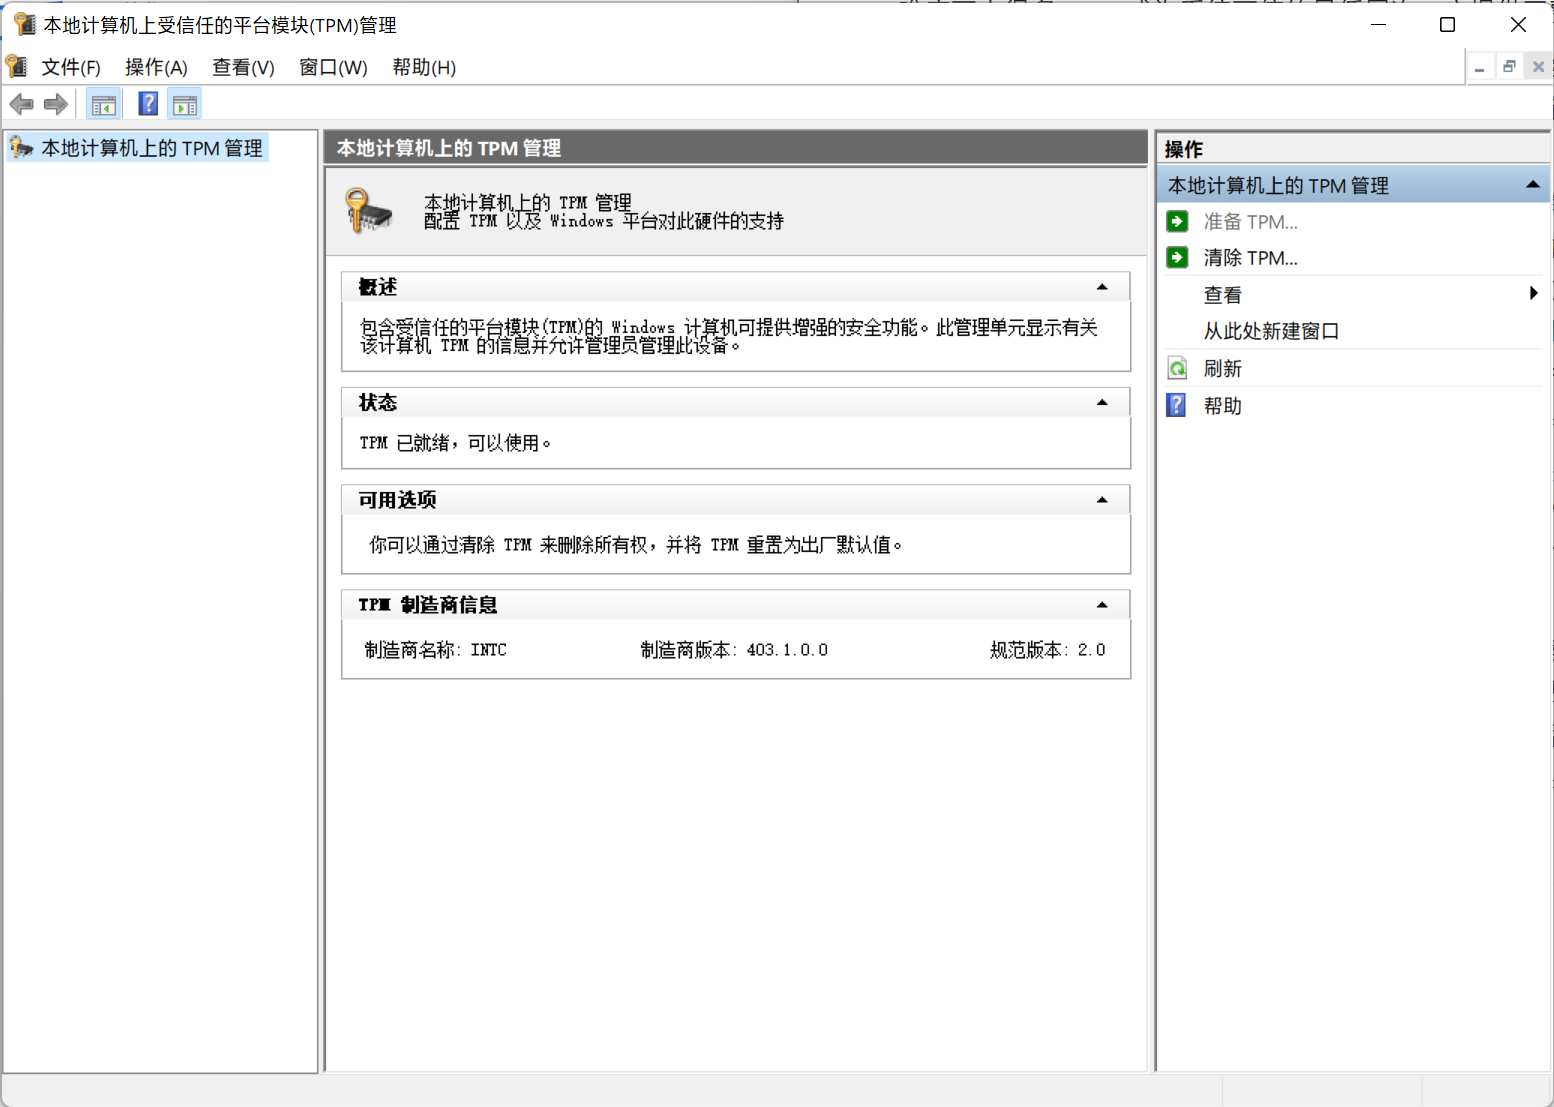 本地计算机上受信任的平台模块(TPM)管理
文件(F) 操作(A) 查看(V) 窗口(W) 帮助(H)
本地计算机上的 TPM 管理
本地计算机上的 TPM 管理
本地计算机上的 TPM 管理
配置 TPM 以及 Windows 平台对此硬件的支持
概述
包含受信任的平台模块(TPM)的 Windows 计算机可提供增强的安全功能。此管理单元显示有关
该计算机 TPM 的信息并允许管理员管理此设备。
状态
TPM 已就绪，可以使用。
可用选项
你可以通过清除 TPM 来删除所有权，并将 TPM 重置为出厂默认值。
TPM 制造商信息
制造商名称: INTC 制造商版本: 403.1.0.0 规范版本: 2.0
操作
本地计算机上的 TPM 管理
准备 TPM...
清除 TPM...
查看
从此处新建窗口
刷新
帮助